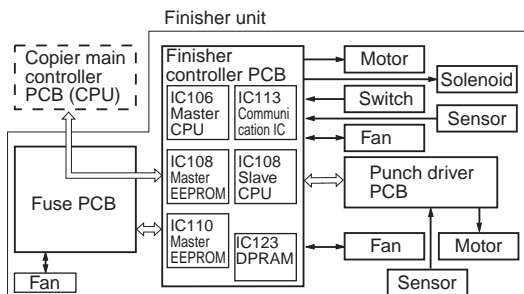 Finisher unit
Copier main
controller
PCB (CPU)
Finisher
controller PCB
IC106
Master
CPU
IC113
Communi
cation IC
IC108
Master
EEPROM
IC108
Slave
CPU
IC110
Master
EEPROM
IC123
DPRAM
Fuse PCB
Fan
Motor
Solenoid
Switch
Sensor
Fan
Punch driver
PCB
Fan
Motor
Sensor